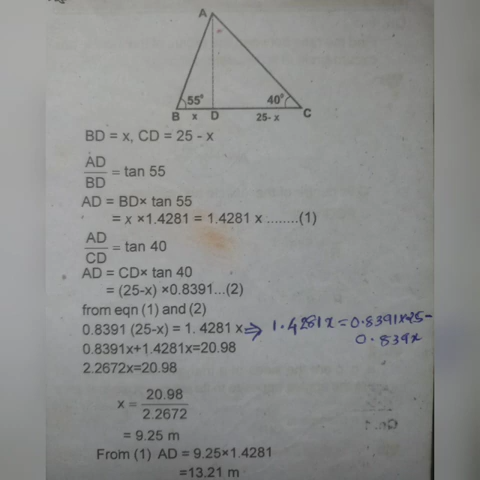 A
55° 40°
B x D 25- x C
BD = x, CD = 25 - x
AD/BD = tan 55
AD = BD× tan 55
= x ×1.4281 = 1.4281 x ........(1)
AD/CD = tan 40
AD = CD× tan 40
= (25-x) ×0.8391...(2)
from eqn (1) and (2)
0.8391 (25-x) = 1. 4281 x ⇒ 1.4281x = 0.8391x25 -
0.839x
0.8391x+1.4281x=20.98
2.2672x=20.98
x = 20.98/2.2672
= 9.25 m
From (1) AD = 9.25×1.4281
=13.21 m